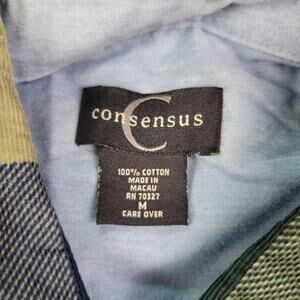 consensus
C
100% COTTON
MADE IN
MACAU
RN 70327
M
CARE OVER